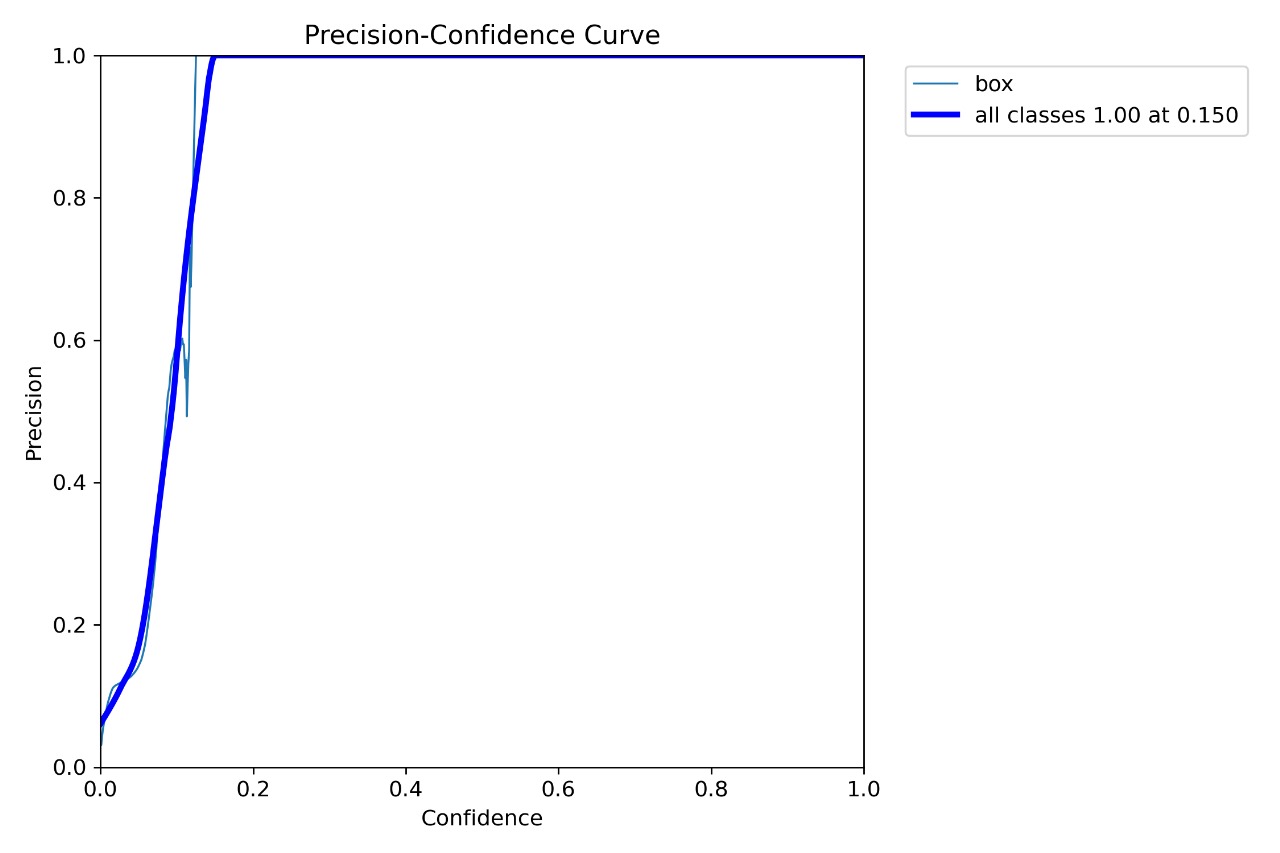 Precision-Confidence Curve
1.0
0.8
0.6
0.4
0.2
0.0
Precision
0.0 0.2 0.4 0.6 0.8 1.0
Confidence
box
all classes 1.00 at 0.150